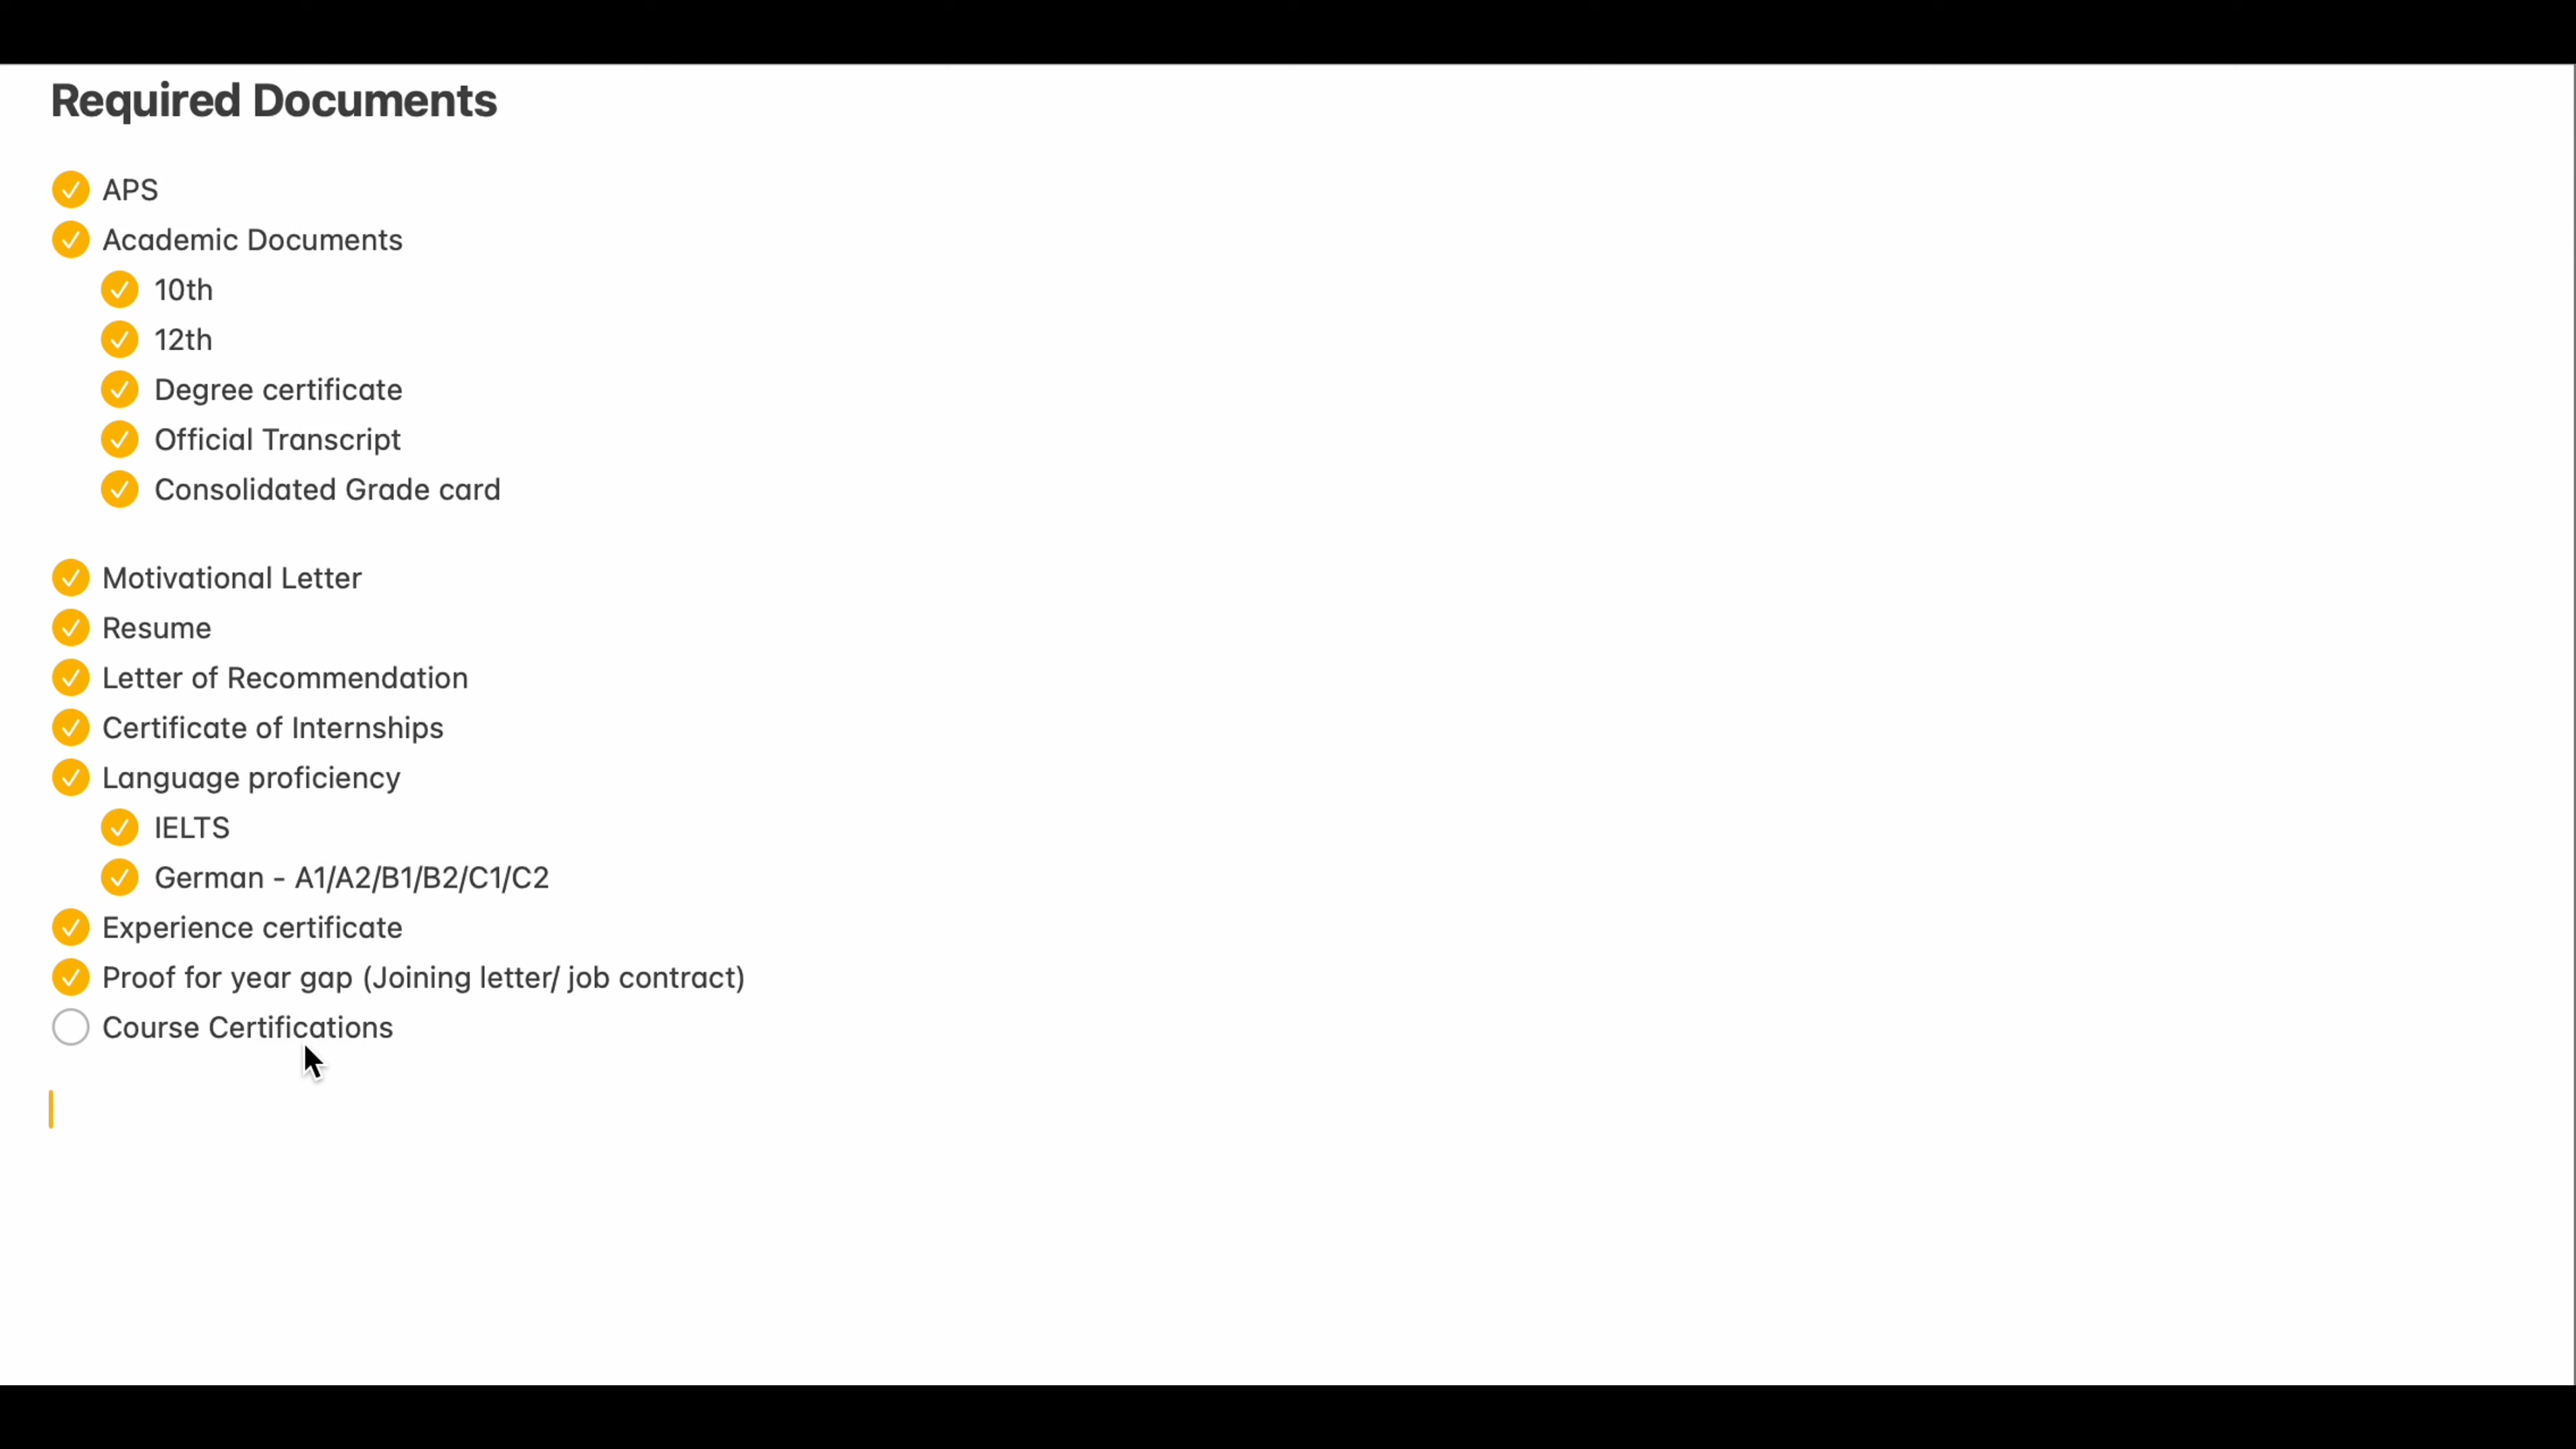 Required Documents
APS
Academic Documents
10th
12th
Degree certificate
Official Transcript
Consolidated Grade card
Motivational Letter
Resume
Letter of Recommendation
Certificate of Internships
Language proficiency
IELTS
German - A1/A2/B1/B2/C1/C2
Experience certificate
Proof for year gap (Joining letter/ job contract)
Course Certifications